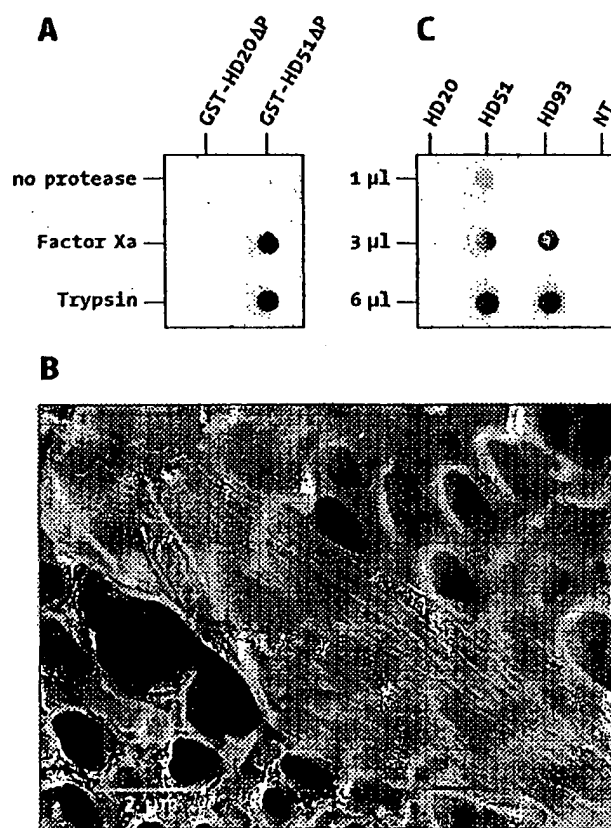 A
C
GST-HD20ΔP
GST-HD51ΔP
HD20
HD51
HD93
NT
no protease
Factor Xa
Trypsin
1 µl
3 µl
6 µl
B
2 µm